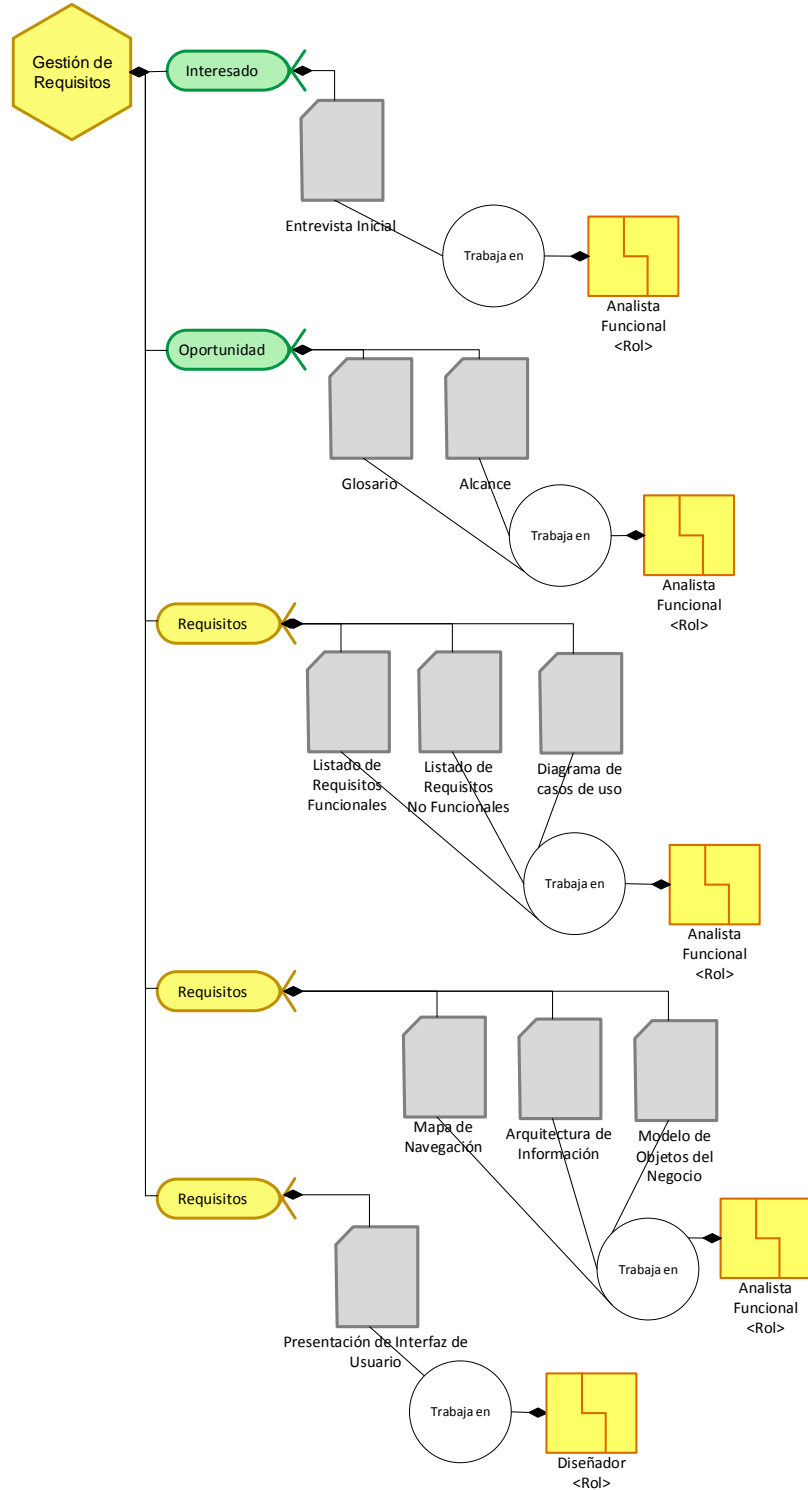 Gestión de
Requisitos
Interesado
Entrevista Inicial
Trabaja en
Analista
Funcional
<Rol>
Oportunidad
Glosario
Alcance
Trabaja en
Analista
Funcional
<Rol>
Requisitos
Listado de
Requisitos
Funcionales
Listado de
Requisitos
No Funcionales
Diagrama de
casos de uso
Trabaja en
Analista
Funcional
<Rol>
Requisitos
Mapa de
Navegación
Arquitectura de
Información
Modelo de
Objetos del
Negocio
Trabaja en
Analista
Funcional
<Rol>
Requisitos
Presentación de Interfaz de
Usuario
Trabaja en
Diseñador
<Rol>